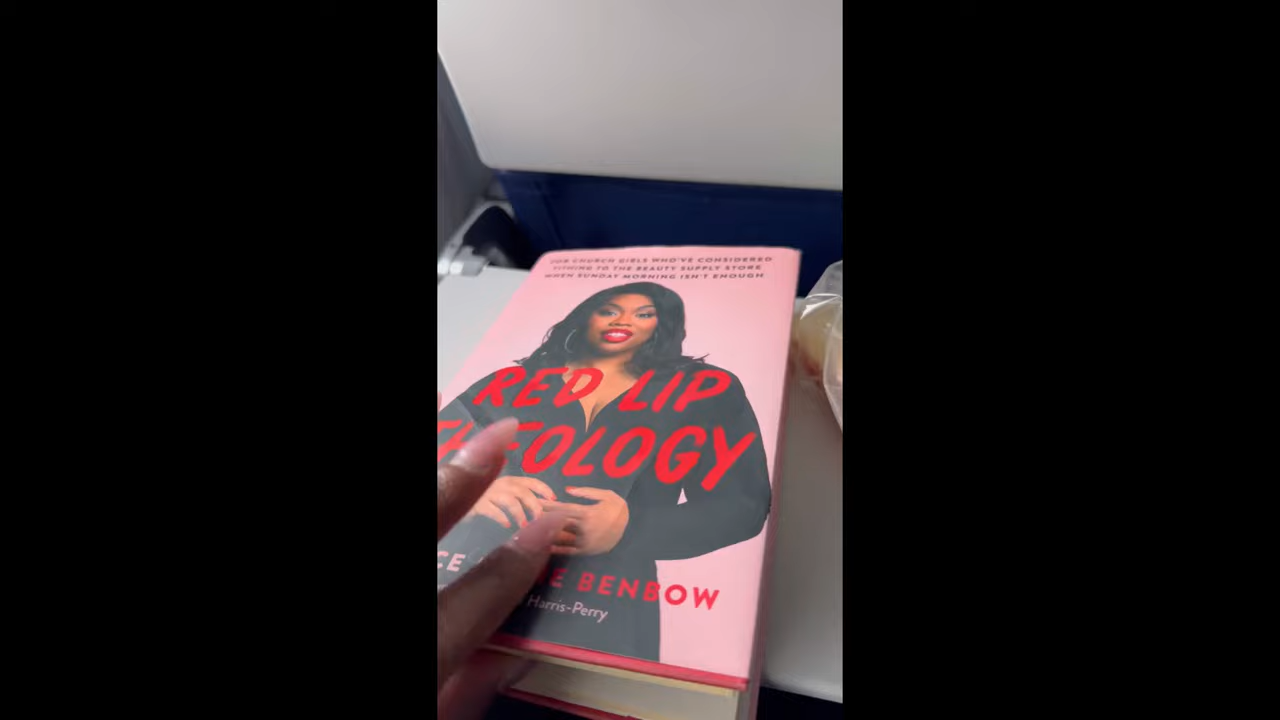 FOR CHURCH GIRLS WHO'VE CONSIDERED
TITHING TO THE BEAUTY SUPPLY STORE
WHEN SUNDAY MORNING ISN'T ENOUGH
RED LIP
THEOLOGY
BENBOW
Harris-Perry